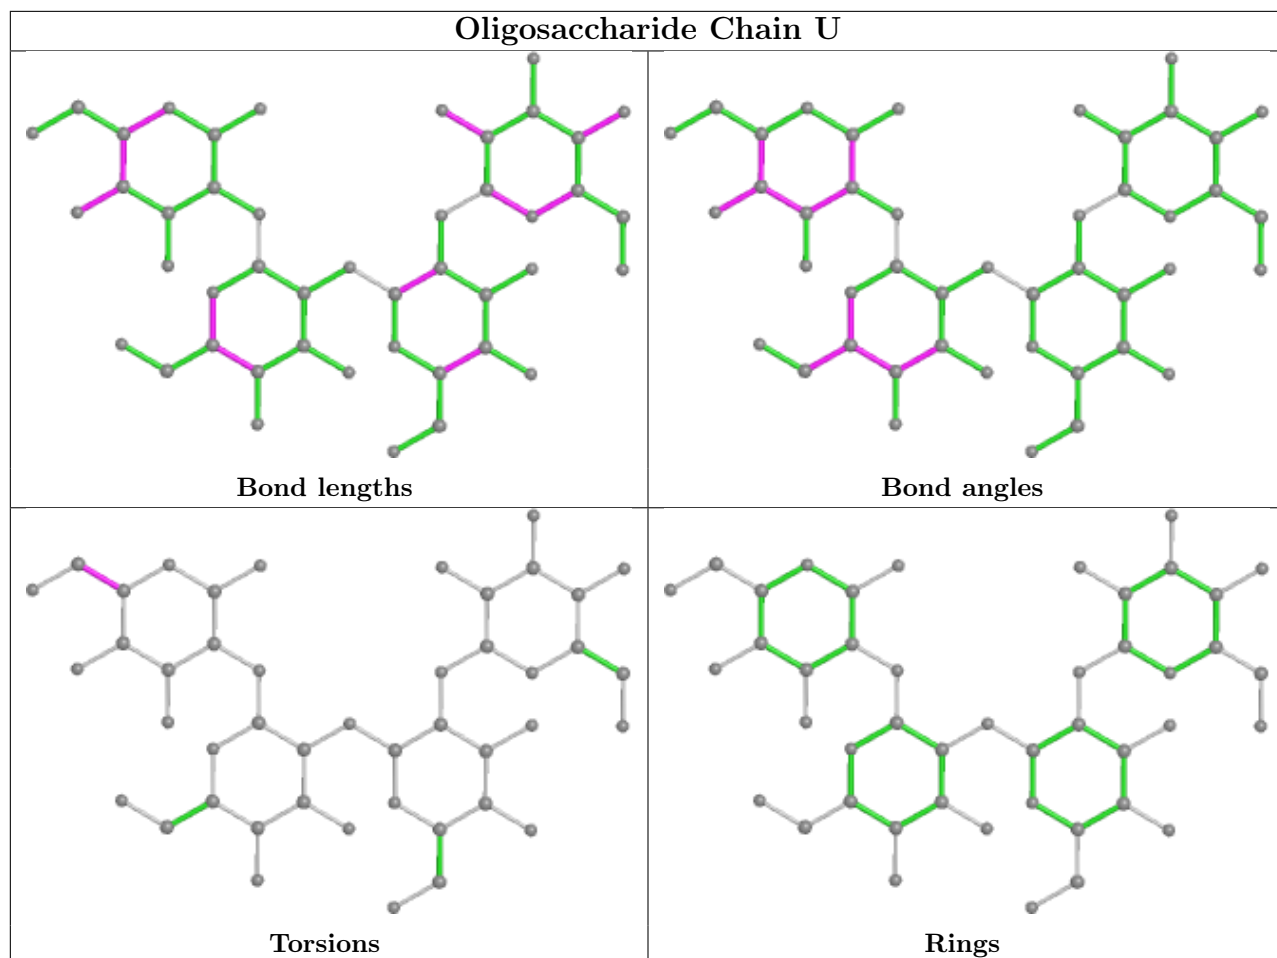 Oligosaccharide Chain U
Bond lengths
Bond angles
Torsions
Rings